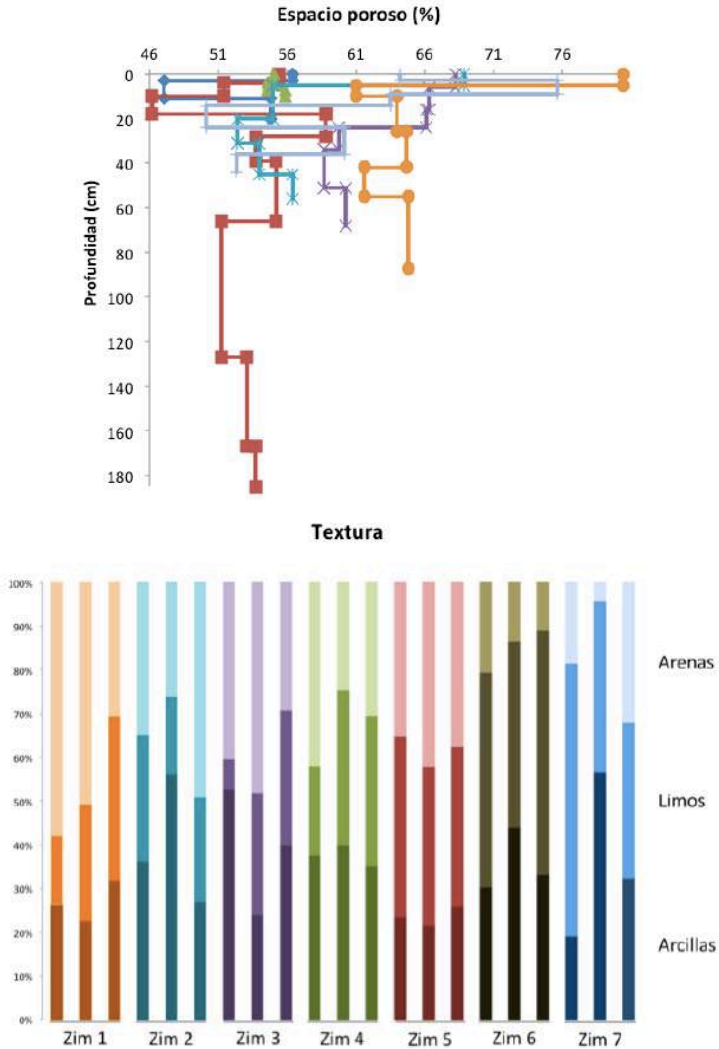 Espacio poroso (%)
46 51 56 61 66 71 76
0
20
40
60
80
100
120
140
160
180
Profundidad (cm)
Textura
100%
90%
80%
70%
60%
50%
40%
30%
20%
10%
0%
Arenas
Limos
Arcillas
Zim 1 Zim 2 Zim 3 Zim 4 Zim 5 Zim 6 Zim 7